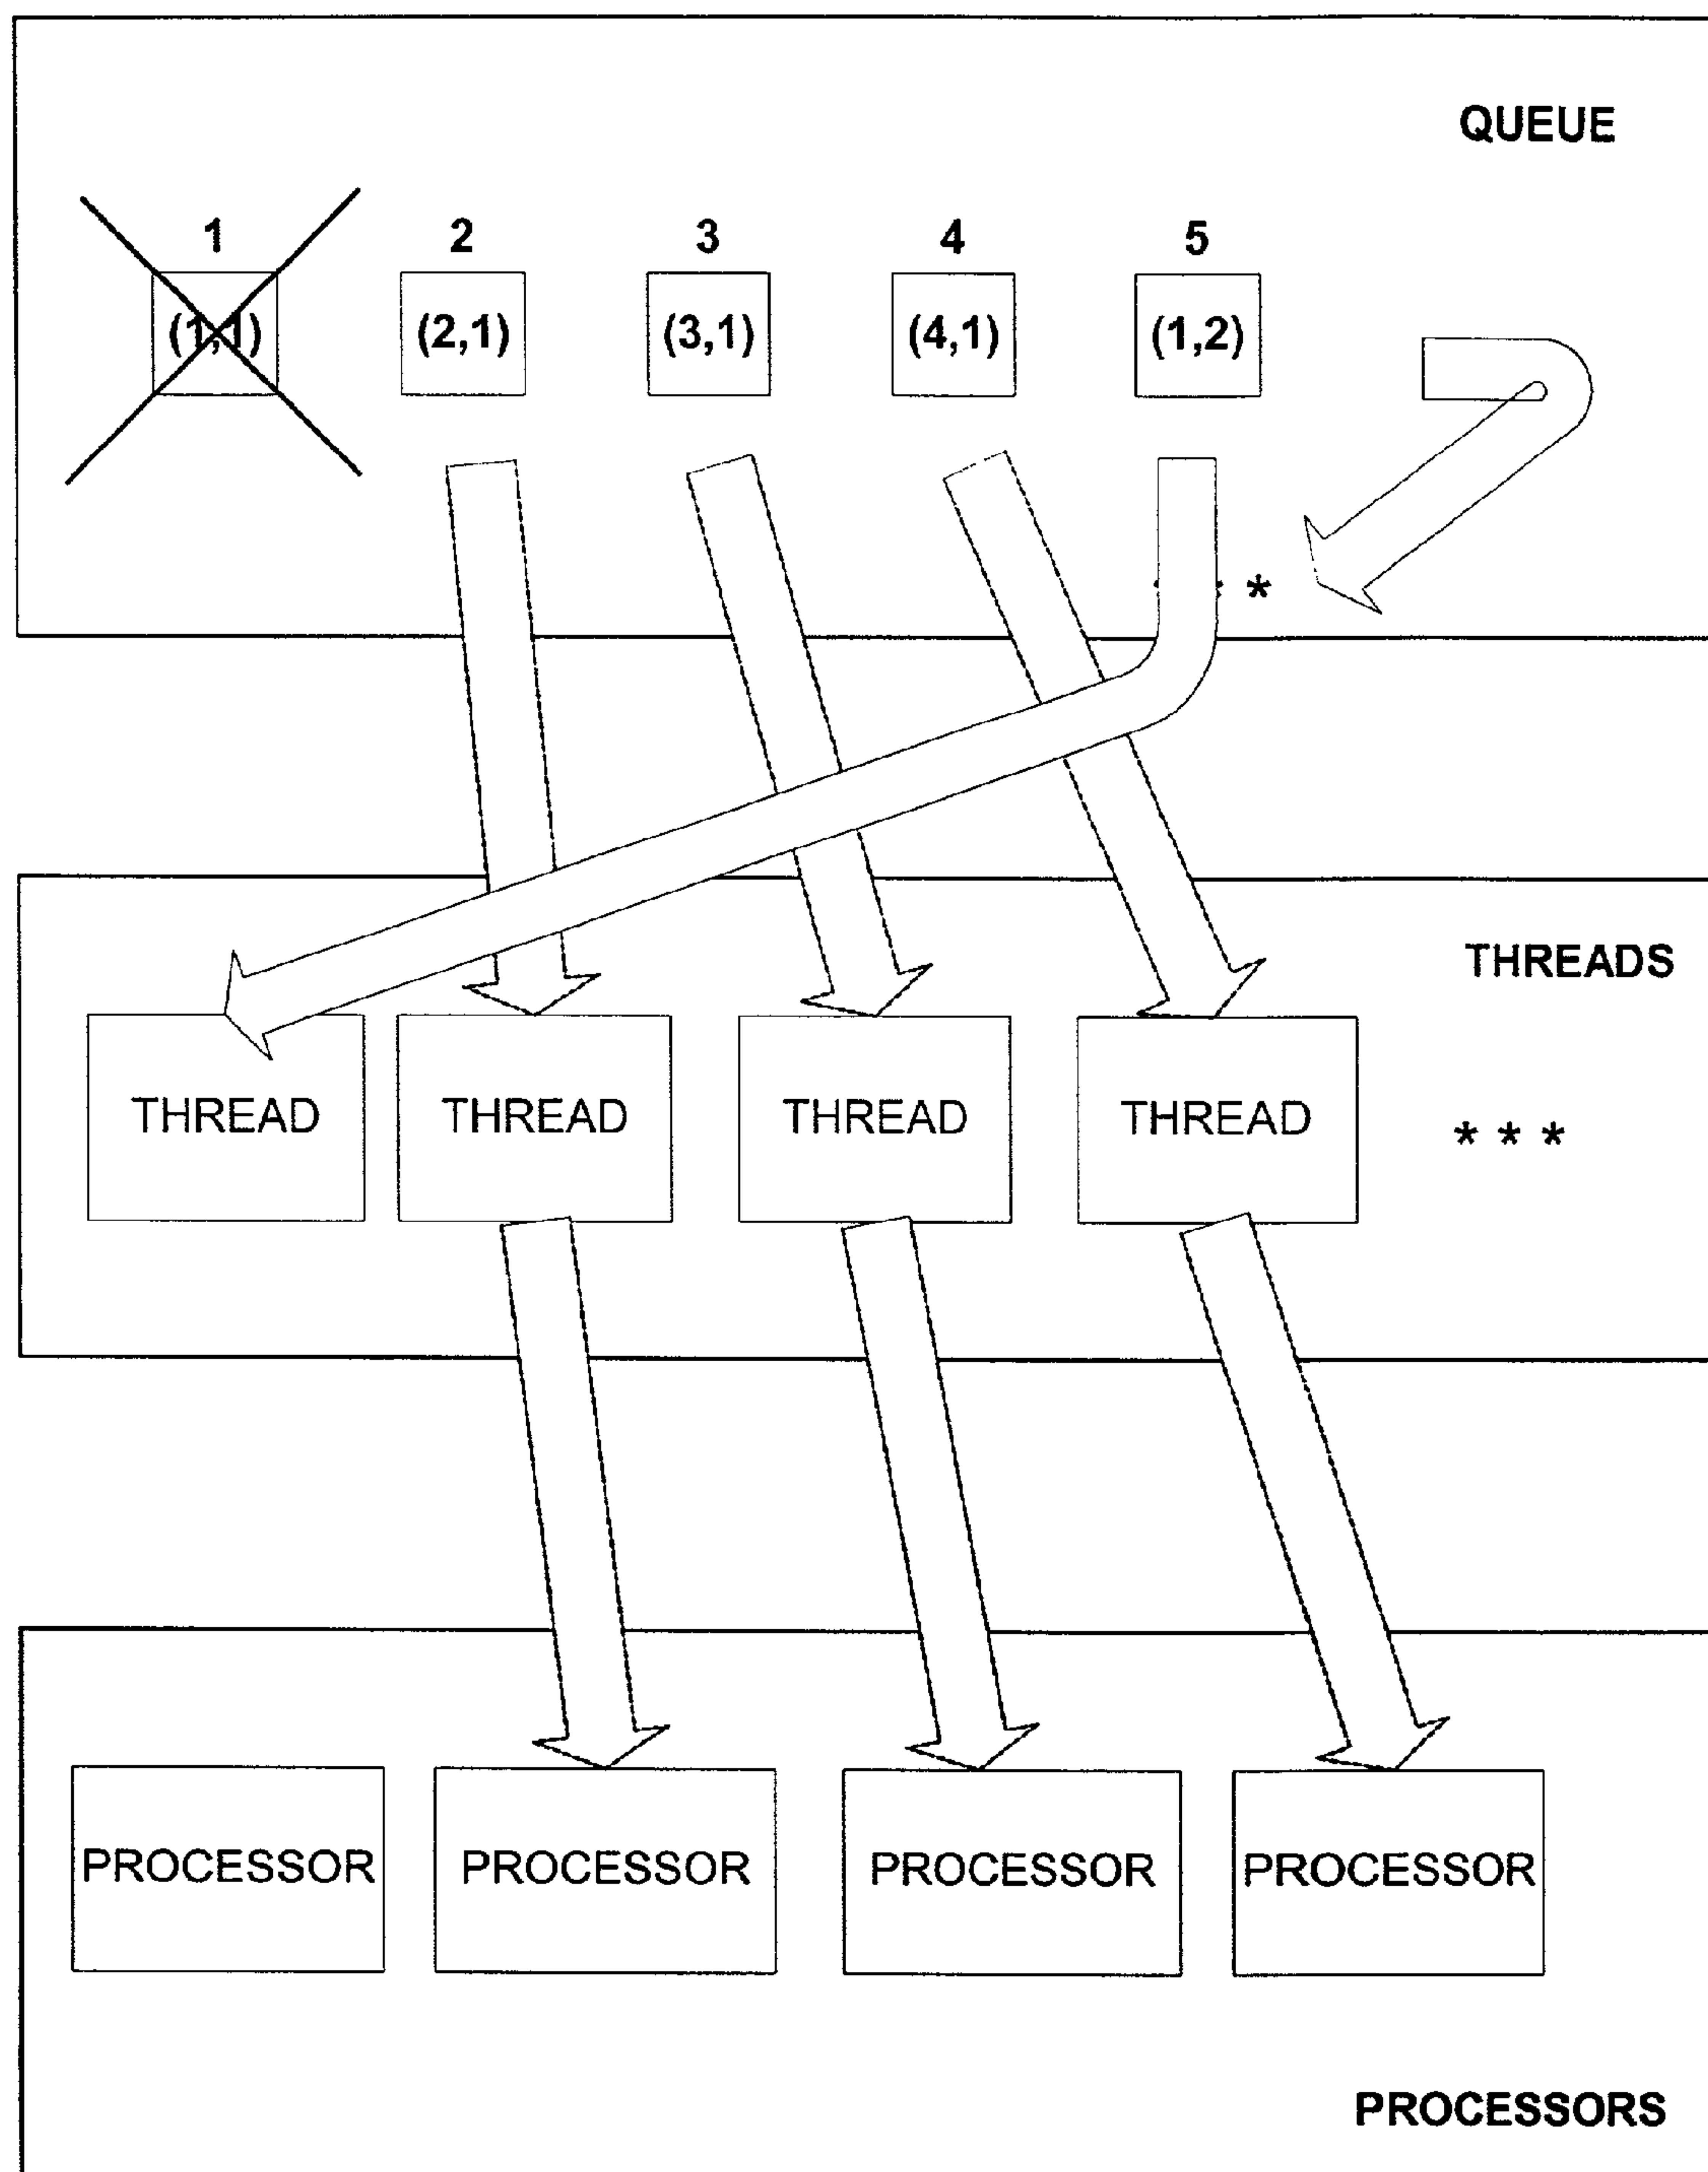 QUEUE
1 2 3 4 5
(1,1) (2,1) (3,1) (4,1) (1,2)
*
THREADS
THREAD THREAD THREAD THREAD
* * *
PROCESSOR PROCESSOR PROCESSOR PROCESSOR
PROCESSORS